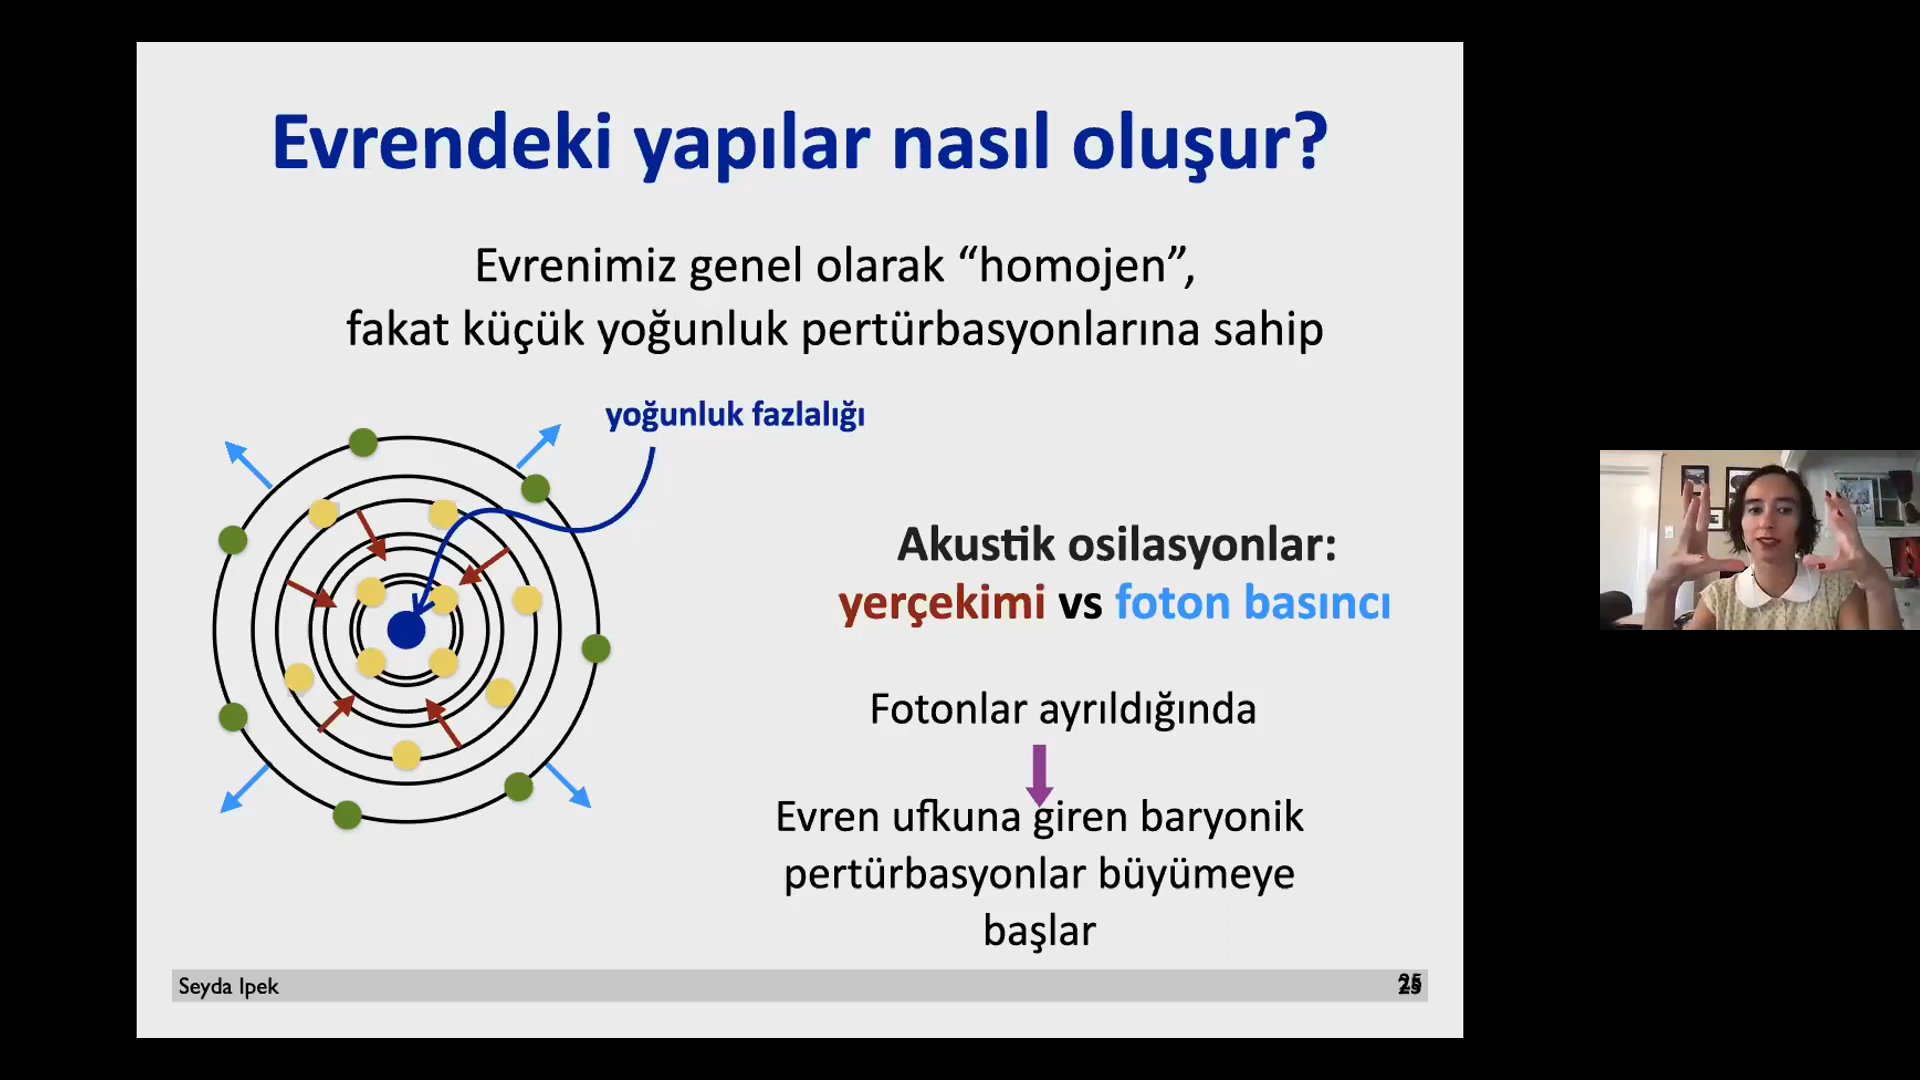 Evrendeki yapılar nasıl oluşur?
Evrenimiz genel olarak “homojen”,
fakat küçük yoğunluk pertürbasyonlarına sahip
yoğunluk fazlalığı
Akustik osilasyonlar:
yerçekimi vs foton basıncı
Fotonlar ayrıldığında
Evren ufkuna giren baryonik
pertürbasyonlar büyümeye
başlar
Seyda Ipek